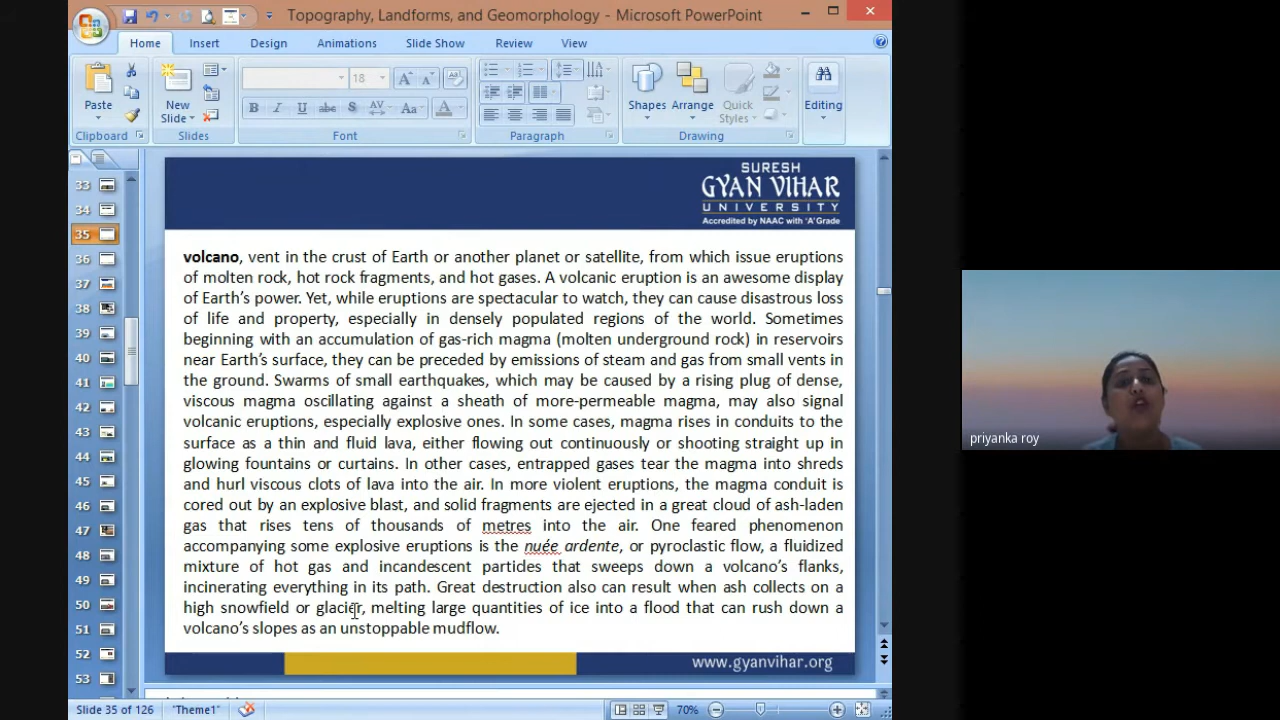 Topography, Landforms, and Geomorphology - Microsoft PowerPoint
Home Insert Design Animations Slide Show Review View
18
Paste New Slide Shapes Arrange Quick Styles Editing
Clipboard Slides Font Paragraph Drawing
33
34
35
36
37
38
39
40
41
42
43
44
45
46
47
48
49
50
51
52
53
SURESH
GYAN VIHAR
UNIVERSITY
Accredited by NAAC with 'A' Grade
volcano, vent in the crust of Earth or another planet or satellite, from which issue eruptions
of molten rock, hot rock fragments, and hot gases. A volcanic eruption is an awesome display
of Earth's power. Yet, while eruptions are spectacular to watch, they can cause disastrous loss
of life and property, especially in densely populated regions of the world. Sometimes
beginning with an accumulation of gas-rich magma (molten underground rock) in reservoirs
near Earth's surface, they can be preceded by emissions of steam and gas from small vents in
the ground. Swarms of small earthquakes, which may be caused by a rising plug of dense,
viscous magma oscillating against a sheath of more-permeable magma, may also signal
volcanic eruptions, especially explosive ones. In some cases, magma rises in conduits to the
surface as a thin and fluid lava, either flowing out continuously or shooting straight up in
glowing fountains or curtains. In other cases, entrapped gases tear the magma into shreds
and hurl viscous clots of lava into the air. In more violent eruptions, the magma conduit is
cored out by an explosive blast, and solid fragments are ejected in a great cloud of ash-laden
gas that rises tens of thousands of metres into the air. One feared phenomenon
accompanying some explosive eruptions is the nuée ardente, or pyroclastic flow, a fluidized
mixture of hot gas and incandescent particles that sweeps down a volcano's flanks,
incinerating everything in its path. Great destruction also can result when ash collects on a
high snowfield or glacier, melting large quantities of ice into a flood that can rush down a
volcano's slopes as an unstoppable mudflow.
www.gyanvihar.org
Slide 35 of 126 "Theme1" 70%
priyanka roy